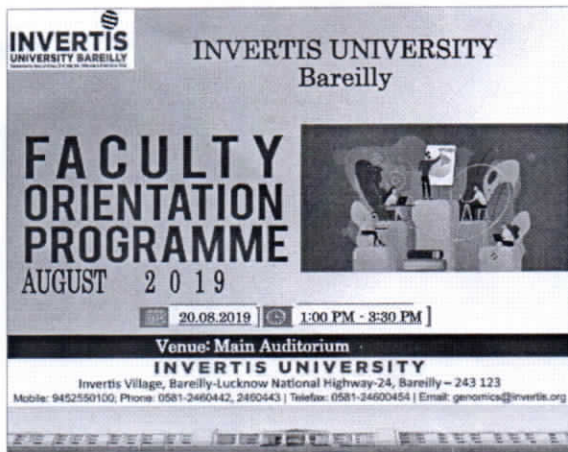 INVERTIS
UNIVERSITY BAREILLY
INVERTIS UNIVERSITY
Bareilly
FACULTY
ORIENTATION
PROGRAMME
AUGUST 2019
20.08.2019 1:00 PM - 3:30 PM
Venue: Main Auditorium
INVERTIS UNIVERSITY
Invertis Village, Bareilly-Lucknow National Highway-24, Bareilly – 243 123
Mobile: 9452550100, Phone: 0581-2460442, 2460443 | Telefax: 0581-24600454 | Email: genomics@invertis.org